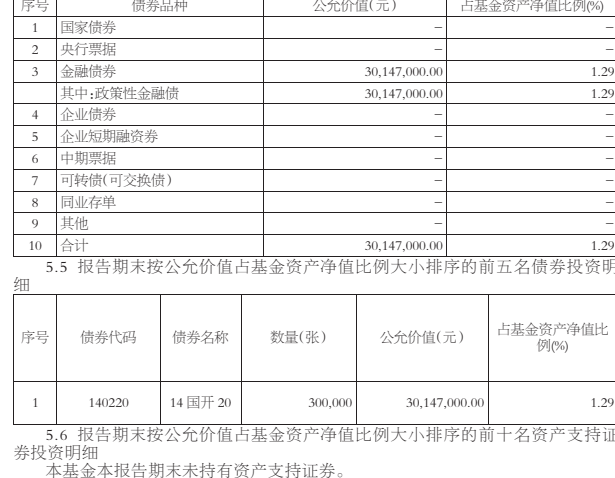 序号 债券品种 公允价值(元) 占基金资产净值比例(%)
1 国家债券 – –
2 央行票据 – –
3 金融债券 30,147,000.00 1.29
其中:政策性金融债 30,147,000.00 1.29
4 企业债券 – –
5 企业短期融资券 – –
6 中期票据 – –
7 可转债(可交换债) – –
8 同业存单 – –
9 其他 – –
10 合计 30,147,000.00 1.29
5.5 报告期末按公允价值占基金资产净值比例大小排序的前五名债券投资明
细
序号 债券代码 债券名称 数量(张) 公允价值(元) 占基金资产净值比
例(%)
1 140220 14 国开 20 300,000 30,147,000.00 1.29
5.6 报告期末按公允价值占基金资产净值比例大小排序的前十名资产支持证
券投资明细
本基金本报告期末未持有资产支持证券。